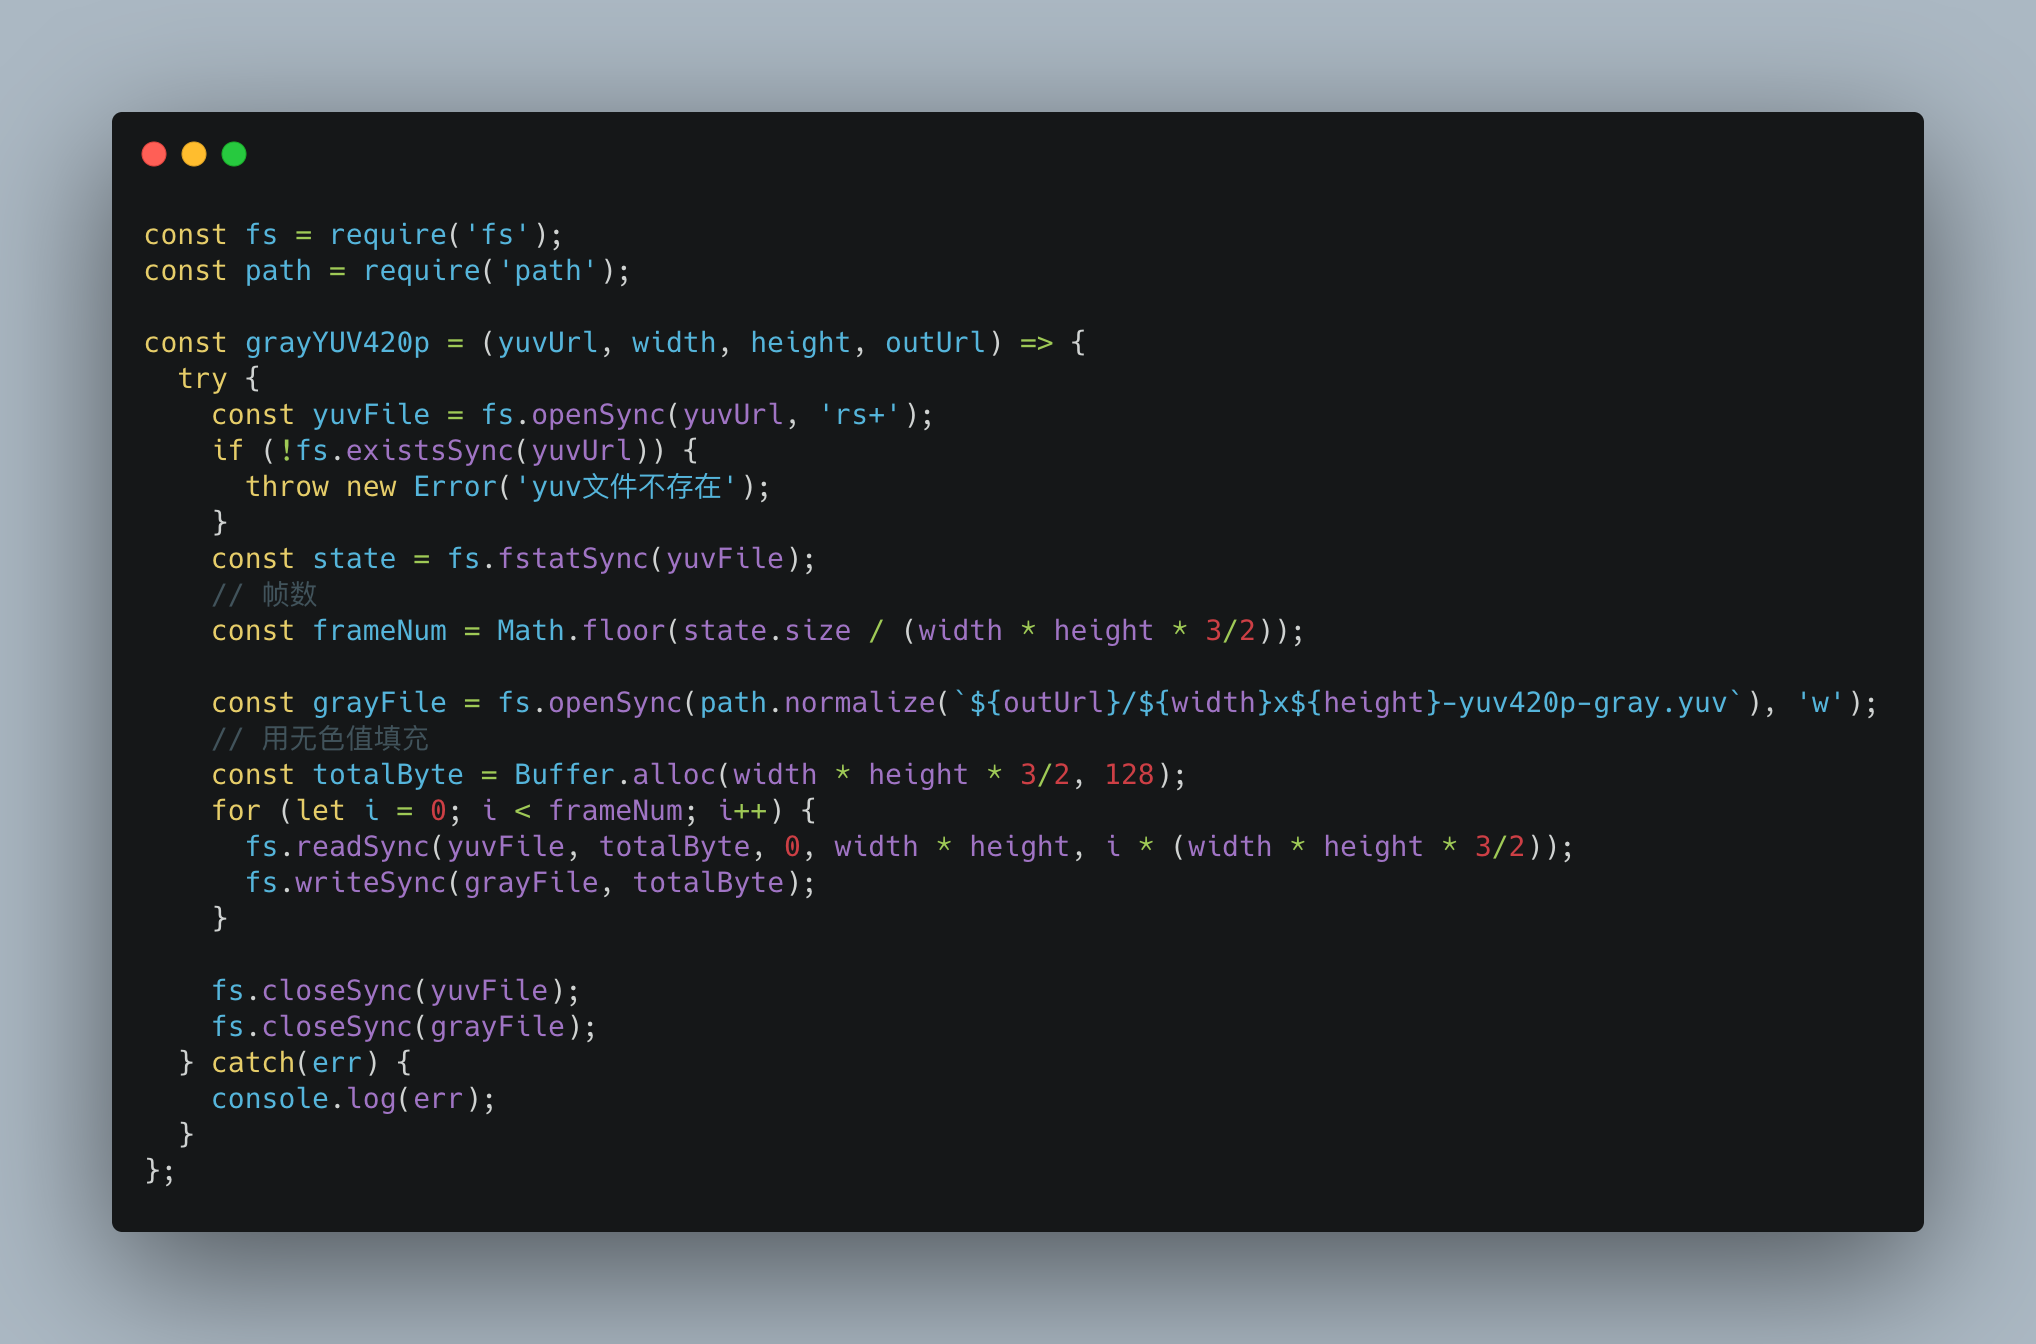 const fs = require('fs');
const path = require('path');

const grayYUV420p = (yuvUrl, width, height, outUrl) => {
  try {
    const yuvFile = fs.openSync(yuvUrl, 'rs+');
    if (!fs.existsSync(yuvUrl)) {
      throw new Error('yuv文件不存在');
    }
    const state = fs.fstatSync(yuvFile);
    // 帧数
    const frameNum = Math.floor(state.size / (width * height * 3/2));

    const grayFile = fs.openSync(path.normalize(`${outUrl}/${width}x${height}-yuv420p-gray.yuv`), 'w');
    // 用无色值填充
    const totalByte = Buffer.alloc(width * height * 3/2, 128);
    for (let i = 0; i < frameNum; i++) {
      fs.readSync(yuvFile, totalByte, 0, width * height, i * (width * height * 3/2));
      fs.writeSync(grayFile, totalByte);
    }

    fs.closeSync(yuvFile);
    fs.closeSync(grayFile);
  } catch(err) {
    console.log(err);
  }
};